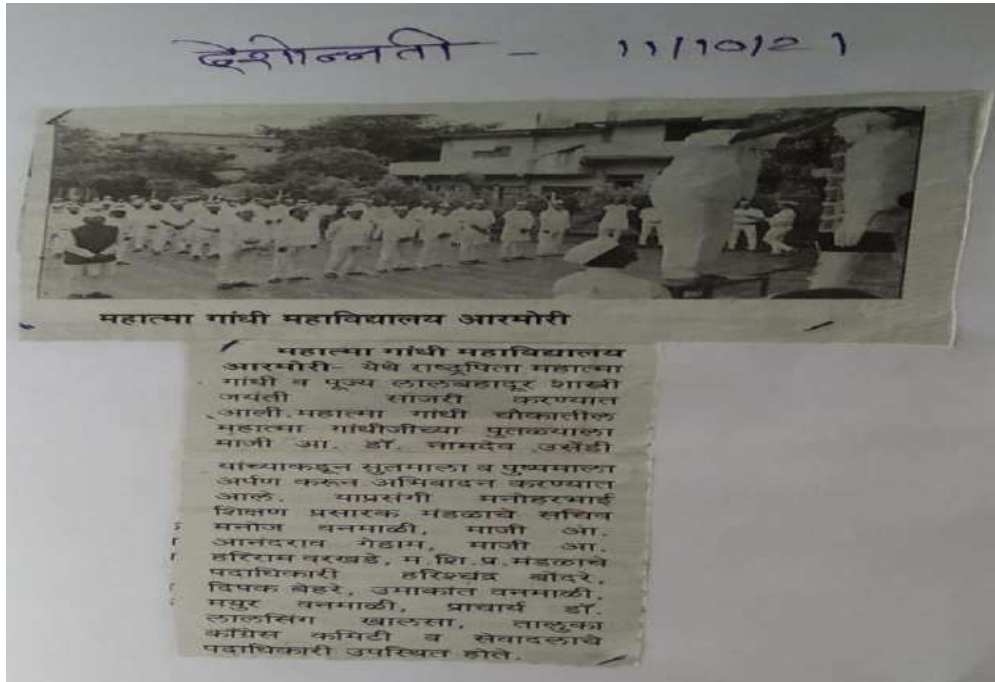 देशोन्नती - 11/10/21
महात्मा गांधी महाविद्यालय आरमोरी
महात्मा गांधी महाविद्यालय
आरमोरी- येथे राष्ट्रपिता महात्मा
गांधी व पूज्य लालबहादूर शास्त्री
जयंती साजरी करण्यात
आली.महात्मा गांधी चौकातील
महात्मा गांधीजींच्या पूतळ्याला
माजी आ. डॉ. नामदेव उसेंडी
यांच्याकडून सुतमाला व पुष्पमाला
अर्पण करून अभिवादन करण्यात
आले. याप्रसंगी मनोहरभाई
शिक्षण प्रसारक मंडळाचे सचिव
मनोज वनमाळी, माजी आ.
आनंदराव गेडाम, माजी आ.
हरिराम वरखडे, म.शि.प्र.मंडळाचे
पदाधिकारी हरिश्चंद्र बोंदरे,
दिपक बेहरे, उमाकांत वनमाळी,
मयुर वनमाळी, प्राचार्य डॉ.
लालसिंग खालसा, तालुका
काँग्रेस कमिटी व सेवादलाचे
पदाधिकारी उपस्थित होते.